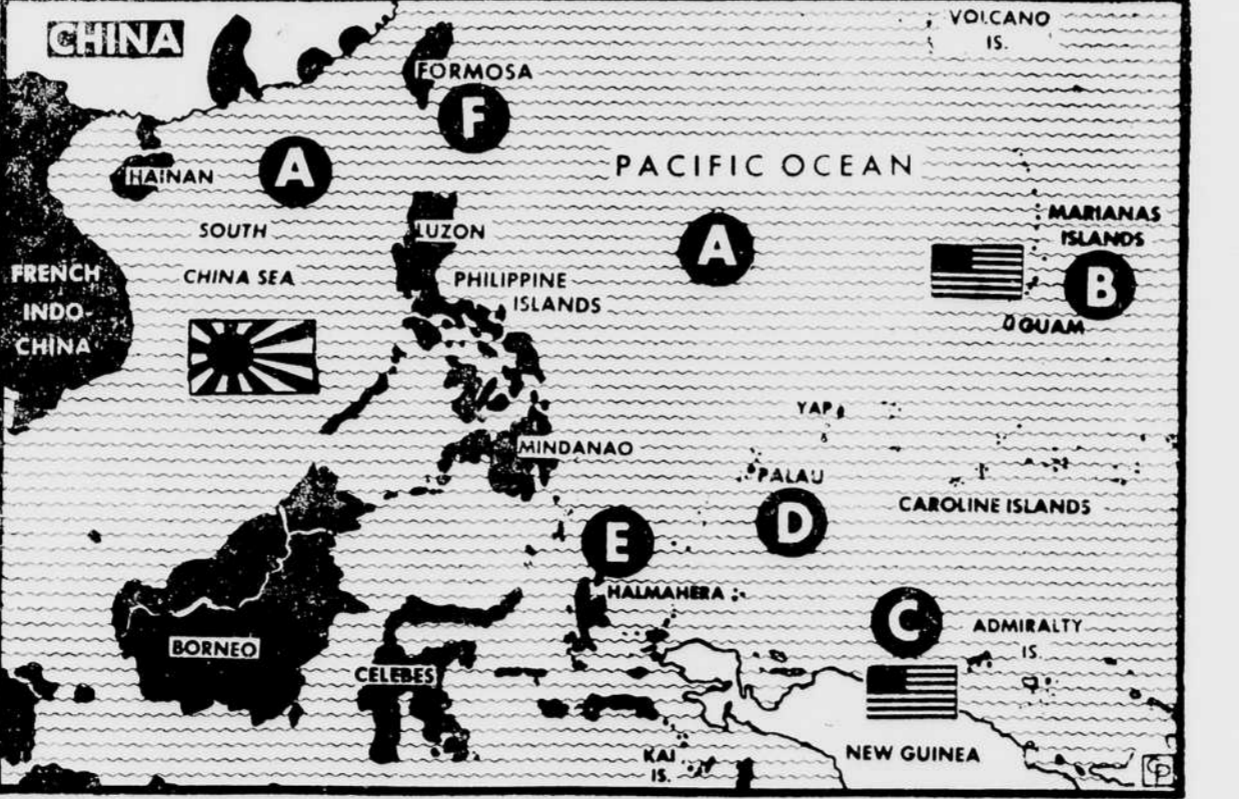 CHINA
VOLCANO
IS.
FORMOSA
F
PACIFIC OCEAN
HAINAN
A
SOUTH
CHINA SEA
LUZON
A
MARIANAS
ISLANDS
B
FRENCH
INDO-
CHINA
PHILIPPINE
ISLANDS
GUAM
YAP
MINDANAO
PALAU
D
CAROLINE ISLANDS
E
HALMAHERA
C
ADMIRALTY
IS.
BORNEO
CELEBES
KAI
IS.
NEW GUINEA
CP